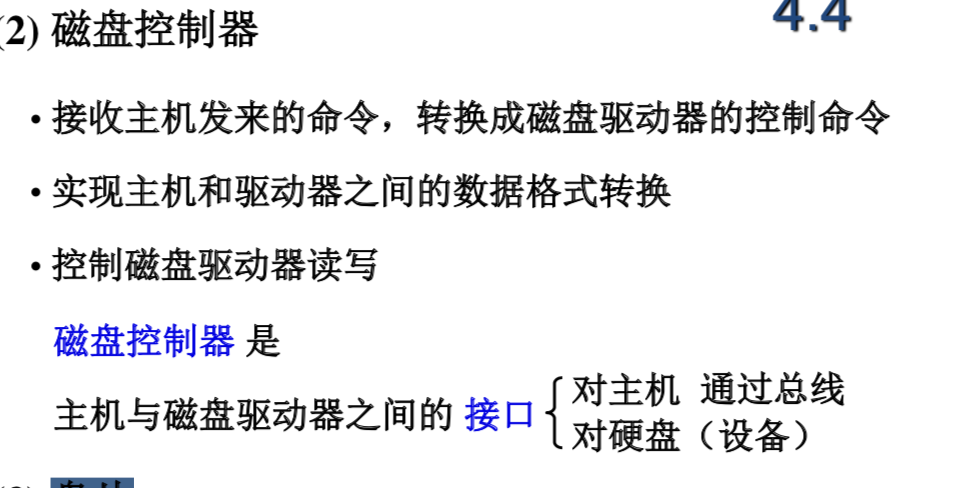 (2) 磁盘控制器
4.4
• 接收主机发来的命令，转换成磁盘驱动器的控制命令
• 实现主机和驱动器之间的数据格式转换
• 控制磁盘驱动器读写
磁盘控制器 是
主机与磁盘驱动器之间的 接口
对主机 通过总线
对硬盘（设备）